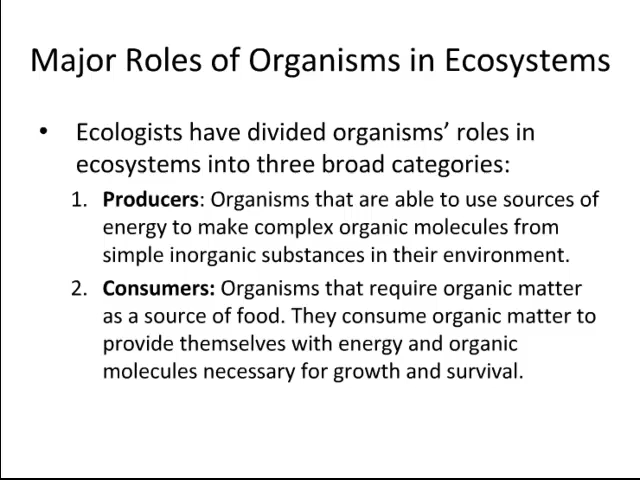 Major Roles of Organisms in Ecosystems
• Ecologists have divided organisms’ roles in
ecosystems into three broad categories:
1. Producers: Organisms that are able to use sources of
energy to make complex organic molecules from
simple inorganic substances in their environment.
2. Consumers: Organisms that require organic matter
as a source of food. They consume organic matter to
provide themselves with energy and organic
molecules necessary for growth and survival.